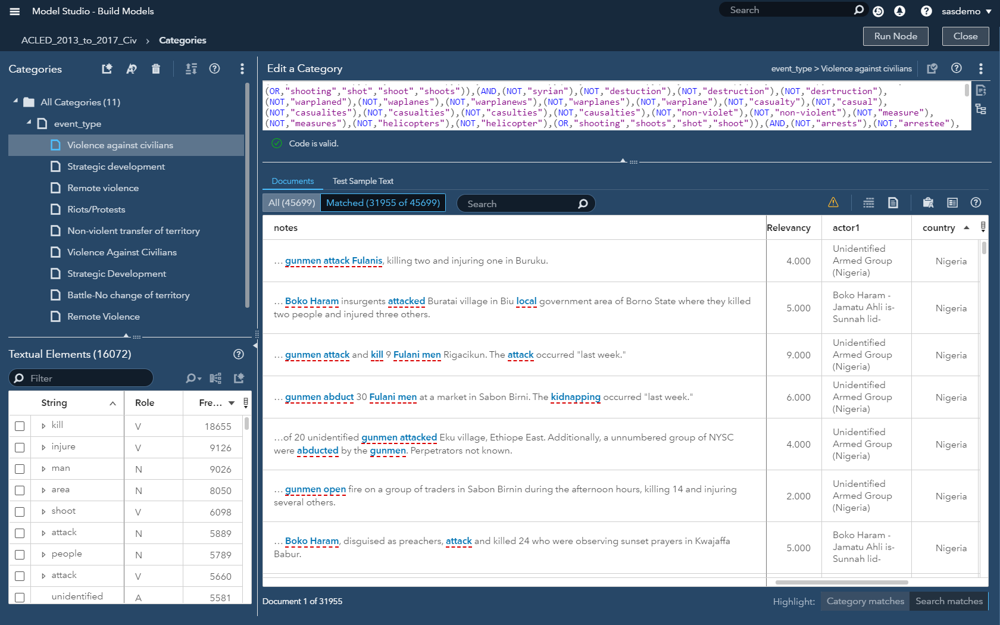 Model Studio - Build Models
Search
sasdemo
ACLED_2013_to_2017_Civ › Categories
Run Node
Close
Categories
All Categories (11)
event_type
Violence against civilians
Strategic development
Remote violence
Riots/Protests
Non-violent transfer of territory
Violence Against Civilians
Strategic Development
Battle-No change of territory
Remote Violence
Textual Elements (16072)
Filter
String Role Fre...
kill V 18655
injure V 9126
man N 9026
area N 8050
shoot V 6098
attack N 5889
people N 5789
attack V 5660
unidentified A 5581
Edit a Category
event_type > Violence against civilians
(OR,"shooting","shot","shoot","shoots")),(AND,(NOT,"syrian"),(NOT,"destuction"),(NOT,"destruction"),(NOT,"desrtruction"),
(NOT,"warplaned"),(NOT,"waplanes"),(NOT,"warplanews"),(NOT,"warplanes"),(NOT,"warplane"),(NOT,"casualty"),(NOT,"casual"),
(NOT,"casualites"),(NOT,"casualties"),(NOT,"casulties"),(NOT,"causalties"),(NOT,"non-violet"),(NOT,"non-violent"),(NOT,"measure"),
(NOT,"measures"),(NOT,"helicopters"),(NOT,"helicopter"),(OR,"shooting","shoots","shot","shoot")),(AND,(NOT,"arrests"),(NOT,"arrestee"),
Code is valid.
Documents
Test Sample Text
All (45699)
Matched (31955 of 45699)
Search
notes Relevancy actor1 country
... gunmen attack Fulanis, killing two and injuring one in Buruku.
4.000
Unidentified
Armed Group
(Nigeria)
Nigeria
... Boko Haram insurgents attacked Buratai village in Biu local government area of Borno State where they killed
two people and injured three others.
5.000
Boko Haram -
Jamatu Ahli is-
Sunnah lid-
Nigeria
... gunmen attack and kill 9 Fulani men Rigacikun. The attack occurred "last week."
9.000
Unidentified
Armed Group
(Nigeria)
Nigeria
... gunmen abduct 30 Fulani men at a market in Sabon Birni. The kidnapping occurred "last week."
6.000
Unidentified
Armed Group
(Nigeria)
Nigeria
...of 20 unidentified gunmen attacked Eku village, Ethiope East. Additionally, a unnumbered group of NYSC
were abducted by the gunmen. Perpetrators not known.
4.000
Unidentified
Armed Group
(Nigeria)
Nigeria
... gunmen open fire on a group of traders in Sabon Birnin during the afternoon hours, killing 14 and injuring
several others.
2.000
Unidentified
Armed Group
(Nigeria)
Nigeria
... Boko Haram, disguised as preachers, attack and killed 24 who were observing sunset prayers in Kwajaffa
Babur.
5.000
Boko Haram -
Jamatu Ahli is-
Sunnah lid-
Nigeria
Document 1 of 31955
Highlight: Category matches Search matches